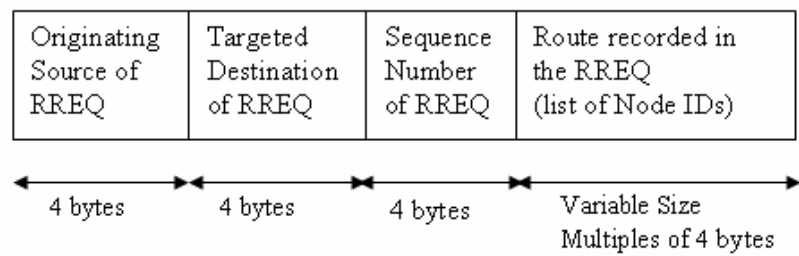 Originating
Source of
RREQ
Targeted
Destination
of RREQ
Sequence
Number
of RREQ
Route recorded in
the RREQ
(list of Node IDs)
4 bytes
4 bytes
4 bytes
Variable Size
Multiples of 4 bytes